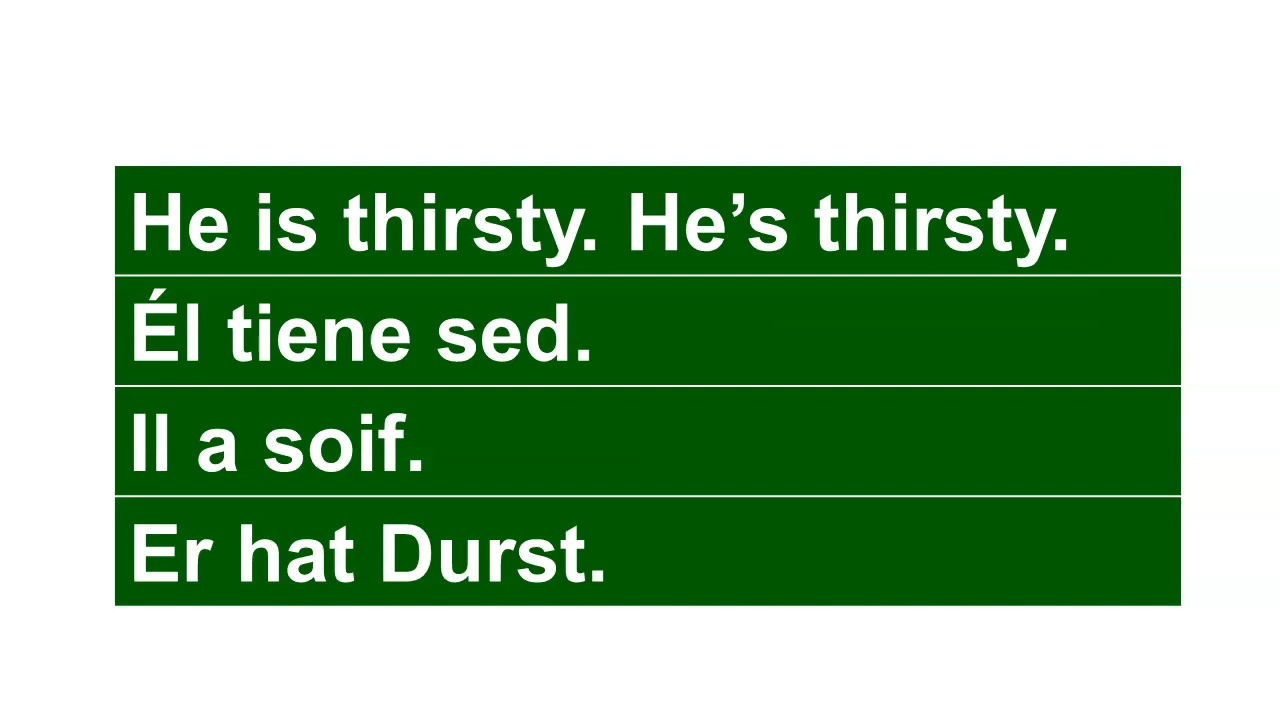 He is thirsty. He’s thirsty.
Él tiene sed.
Il a soif.
Er hat Durst.